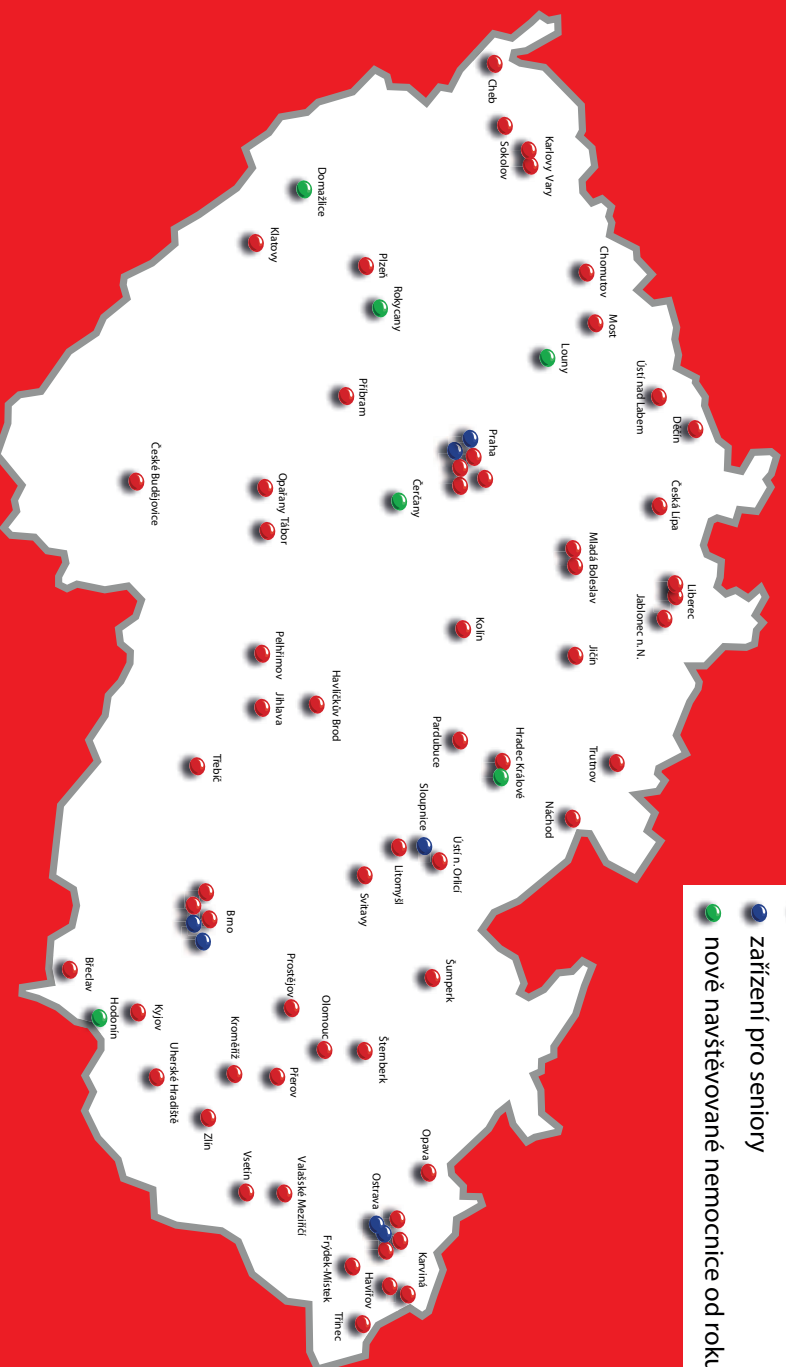 Cheb
Sokolov
Karlovy Vary
Domažlice
Klatovy
Plzeň
Rokycany
Chomutov
Most
Louny
Ústí nad Labem
Děčín
Příbram
Praha
Čerčany
České Budějovice
Opařany Tábor
Česká Lípa
Mladá Boleslav
Liberec
Jablonec n. N.
Kolín
Jičín
Pelhřimov
Jihlava
Havlíčkův Brod
Pardubuce
Hradec Králové
Trutnov
Náchod
Třebíč
Sloupnice
Ústí n. Orlicí
Litomyšl
Svitavy
Brno
Břeclav
Hodonín
Kyjov
Prostějov
Šumperk
Olomouc
Štemberk
Kroměříž
Přerov
Uherské Hradiště
Zlín
Vsetín
Valašské Meziříčí
Opava
Ostrava
Karviná
Havířov
Frýdek-Místek
Třinec
zařízení pro seniory
nově navštěvované nemocnice od roku